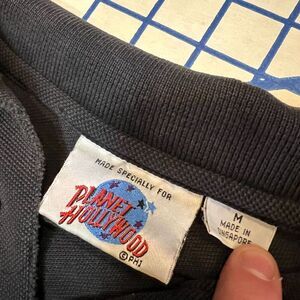 MADE SPECIALLY FOR
PLANET
HOLLYWOOD
©PHI
M
MADE IN
SINGAPORE